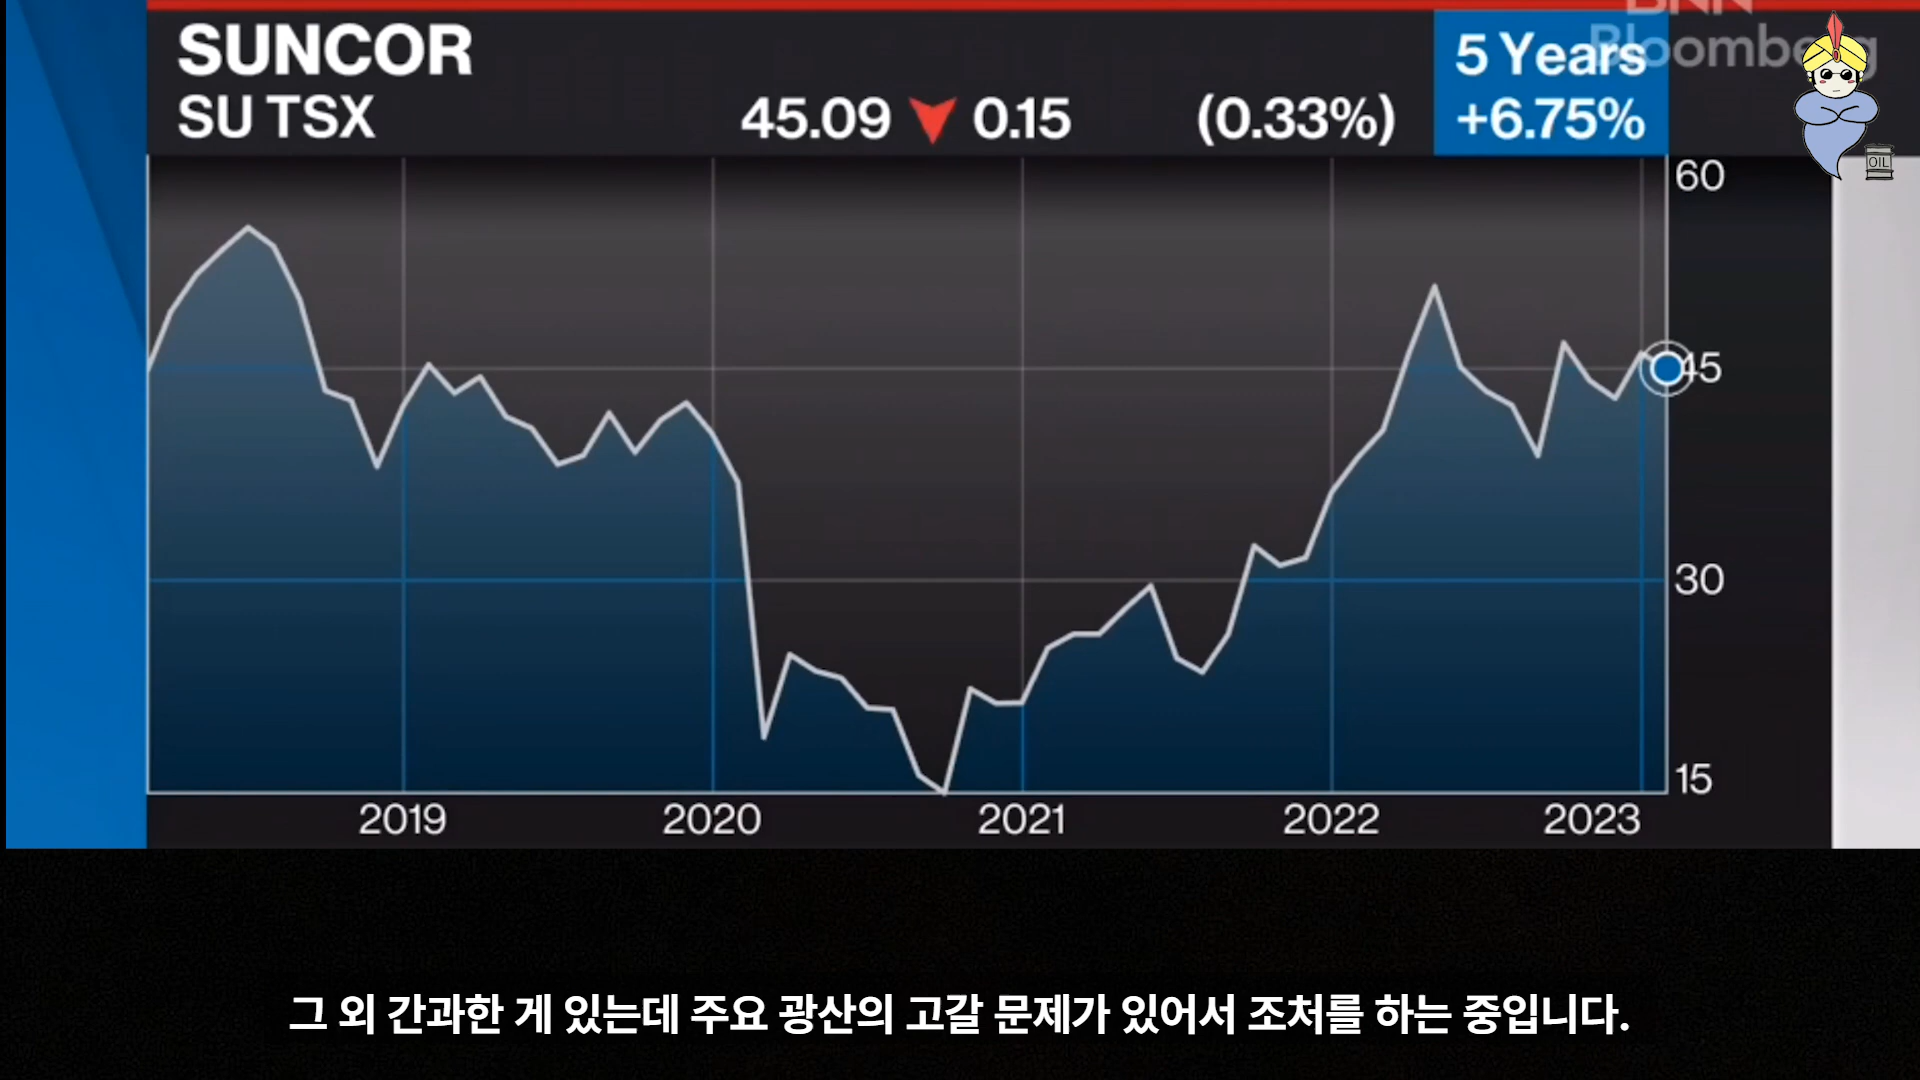 BNN
Bloomberg
SUNCOR
SU TSX
45.09 ▼ 0.15 (0.33%)
5 Years
+6.75%
OIL
60
45
30
15
2019 2020 2021 2022 2023
그 외 간과한 게 있는데 주요 광산의 고갈 문제가 있어서 조처를 하는 중입니다.